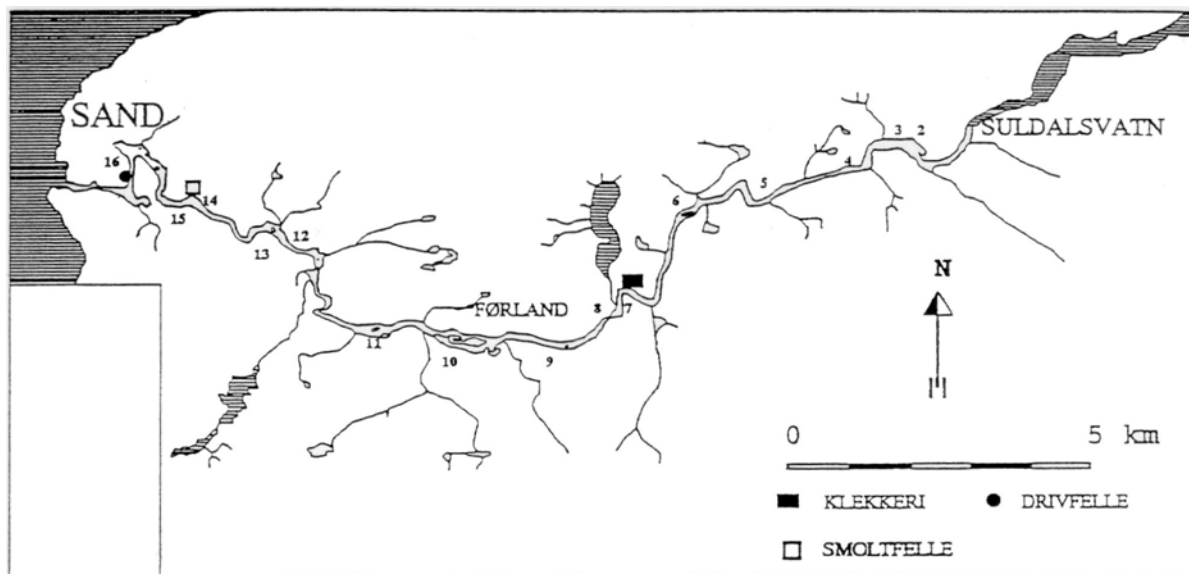 SAND
SULDALSVATN
3 2
4
5
6
16
14
15
12
13
FØRLAND
8 7
11
10
9
N
0 5 km
KLEKKERI DRIVFELLE
SMOLTFELLE